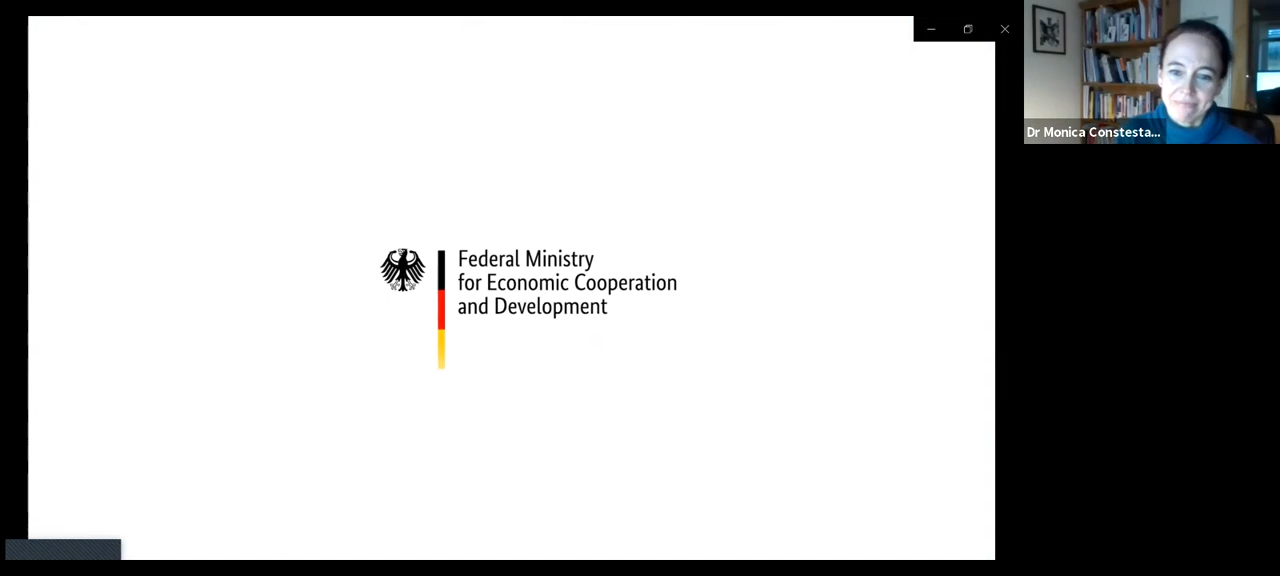 Federal Ministry
for Economic Cooperation
and Development
Dr Monica Constesta...